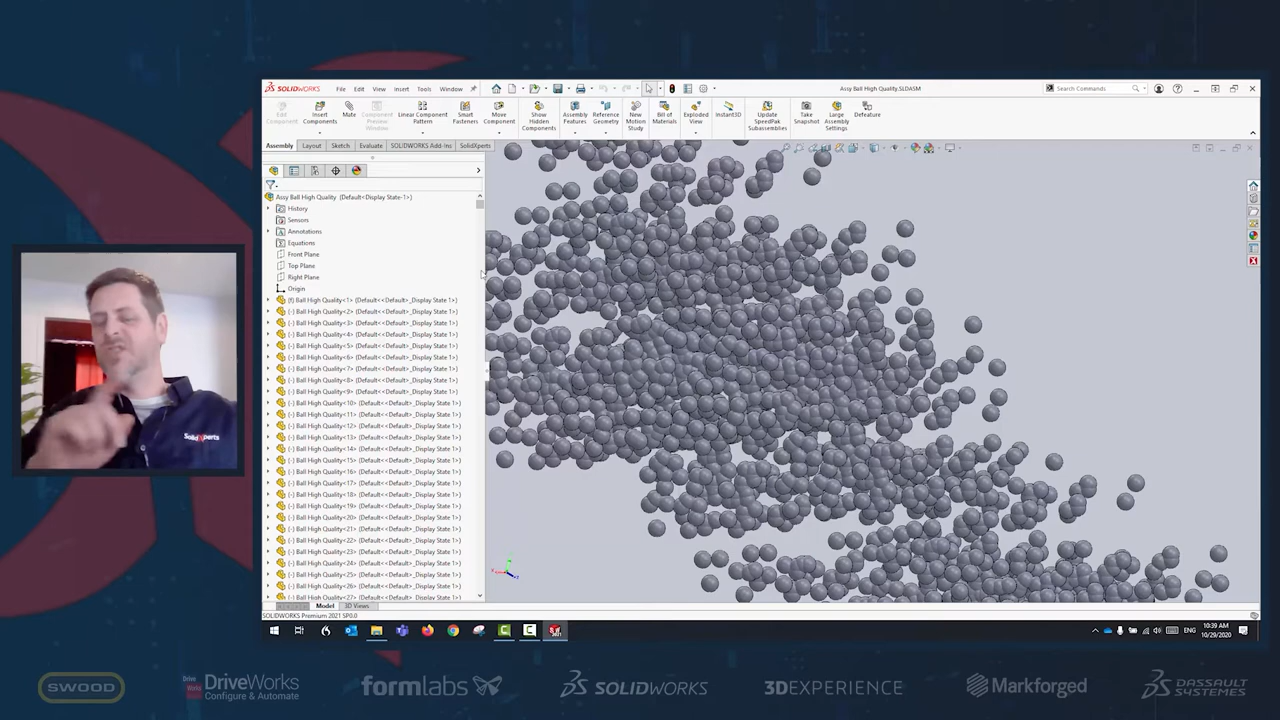 SOLIDWORKS File Edit View Insert Tools Window
Assy Ball High Quality.SLDASM
Search Commands
Edit Component
Insert Components
Mate
Component Preview Window
Linear Component Pattern
Smart Fasteners
Move Component
Show Hidden Components
Assembly Features
Reference Geometry
New Motion Study
Bill of Materials
Exploded View
Instant3D
Update SpeedPak Subassemblies
Take Snapshot
Large Assembly Settings
Defeature
Assembly Layout Sketch Evaluate SOLIDWORKS Add-Ins SolidXperts
Assy Ball High Quality (Default<Display State-1>)
History
Sensors
Annotations
Equations
Front Plane
Top Plane
Right Plane
Origin
(f) Ball High Quality<1> (Default<<Default>_Display State 1>)
(-) Ball High Quality<2> (Default<<Default>_Display State 1>)
(-) Ball High Quality<3> (Default<<Default>_Display State 1>)
(-) Ball High Quality<4> (Default<<Default>_Display State 1>)
(-) Ball High Quality<5> (Default<<Default>_Display State 1>)
(-) Ball High Quality<6> (Default<<Default>_Display State 1>)
(-) Ball High Quality<7> (Default<<Default>_Display State 1>)
(-) Ball High Quality<8> (Default<<Default>_Display State 1>)
(-) Ball High Quality<9> (Default<<Default>_Display State 1>)
(-) Ball High Quality<10> (Default<<Default>_Display State 1>)
(-) Ball High Quality<11> (Default<<Default>_Display State 1>)
(-) Ball High Quality<12> (Default<<Default>_Display State 1>)
(-) Ball High Quality<13> (Default<<Default>_Display State 1>)
(-) Ball High Quality<14> (Default<<Default>_Display State 1>)
(-) Ball High Quality<15> (Default<<Default>_Display State 1>)
(-) Ball High Quality<16> (Default<<Default>_Display State 1>)
(-) Ball High Quality<17> (Default<<Default>_Display State 1>)
(-) Ball High Quality<18> (Default<<Default>_Display State 1>)
(-) Ball High Quality<19> (Default<<Default>_Display State 1>)
(-) Ball High Quality<20> (Default<<Default>_Display State 1>)
(-) Ball High Quality<21> (Default<<Default>_Display State 1>)
(-) Ball High Quality<22> (Default<<Default>_Display State 1>)
(-) Ball High Quality<23> (Default<<Default>_Display State 1>)
(-) Ball High Quality<24> (Default<<Default>_Display State 1>)
(-) Ball High Quality<25> (Default<<Default>_Display State 1>)
(-) Ball High Quality<26> (Default<<Default>_Display State 1>)
(-) Ball High Quality<27> (Default<<Default>_Display State 1>)
Model 3D Views
SOLIDWORKS Premium 2021 SP0.0
ENG
10:39 AM
10/29/2020
SolidXperts
SWOOD
DriveWorks
Configure & Automate
formlabs
SOLIDWORKS
3DEXPERIENCE
Markforged
DASSAULT SYSTEMES